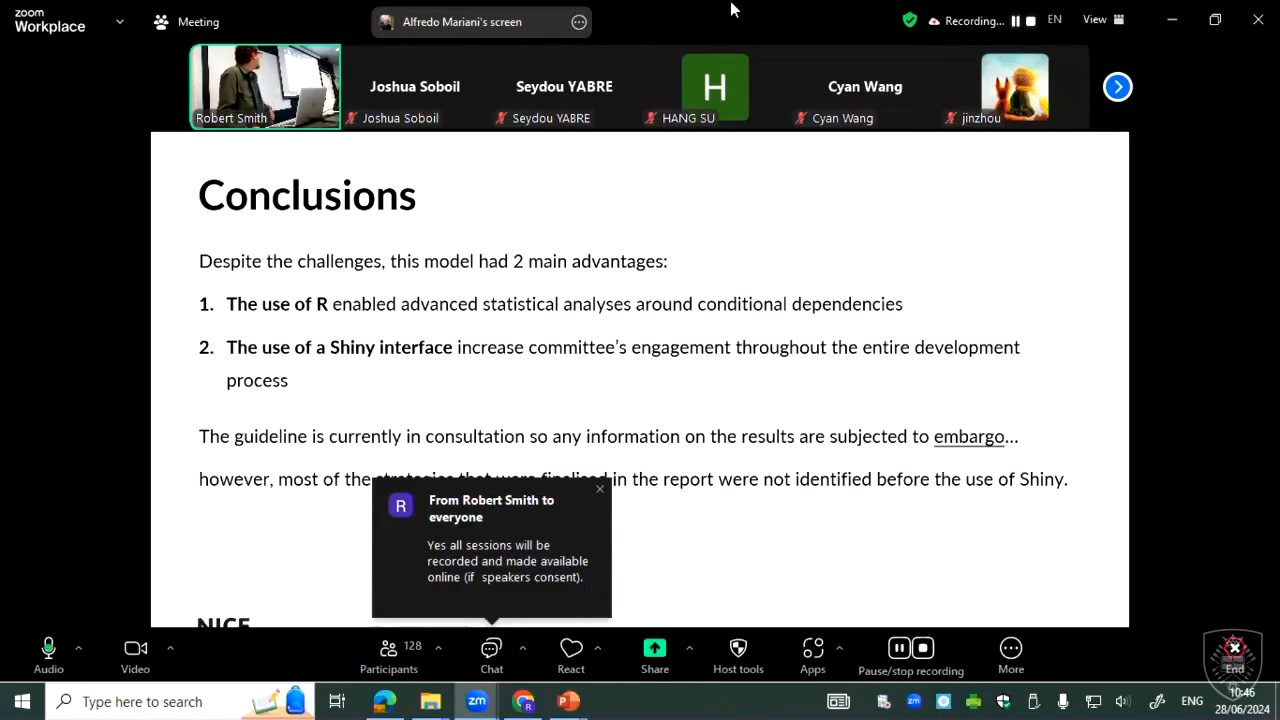 zoom
Workplace
Meeting
Alfredo Mariani's screen
Recording...
EN
View
Robert Smith
Joshua Soboil
Joshua Soboil
Seydou YABRE
Seydou YABRE
H
HANG SU
Cyan Wang
Cyan Wang
jinzhou
Conclusions
Despite the challenges, this model had 2 main advantages:
1. The use of R enabled advanced statistical analyses around conditional dependencies
2. The use of a Shiny interface increase committee's engagement throughout the entire development
process
The guideline is currently in consultation so any information on the results are subjected to embargo...
however, most of the strategies that were finalised in the report were not identified before the use of Shiny.
R
From Robert Smith to
everyone
Yes all sessions will be
recorded and made available
online (if speakers consent).
NICE
Audio
Video
Participants
128
Chat
React
Share
Host tools
Apps
Pause/stop recording
More
End
Type here to search
zm
zm
ENG
10:46
28/06/2024